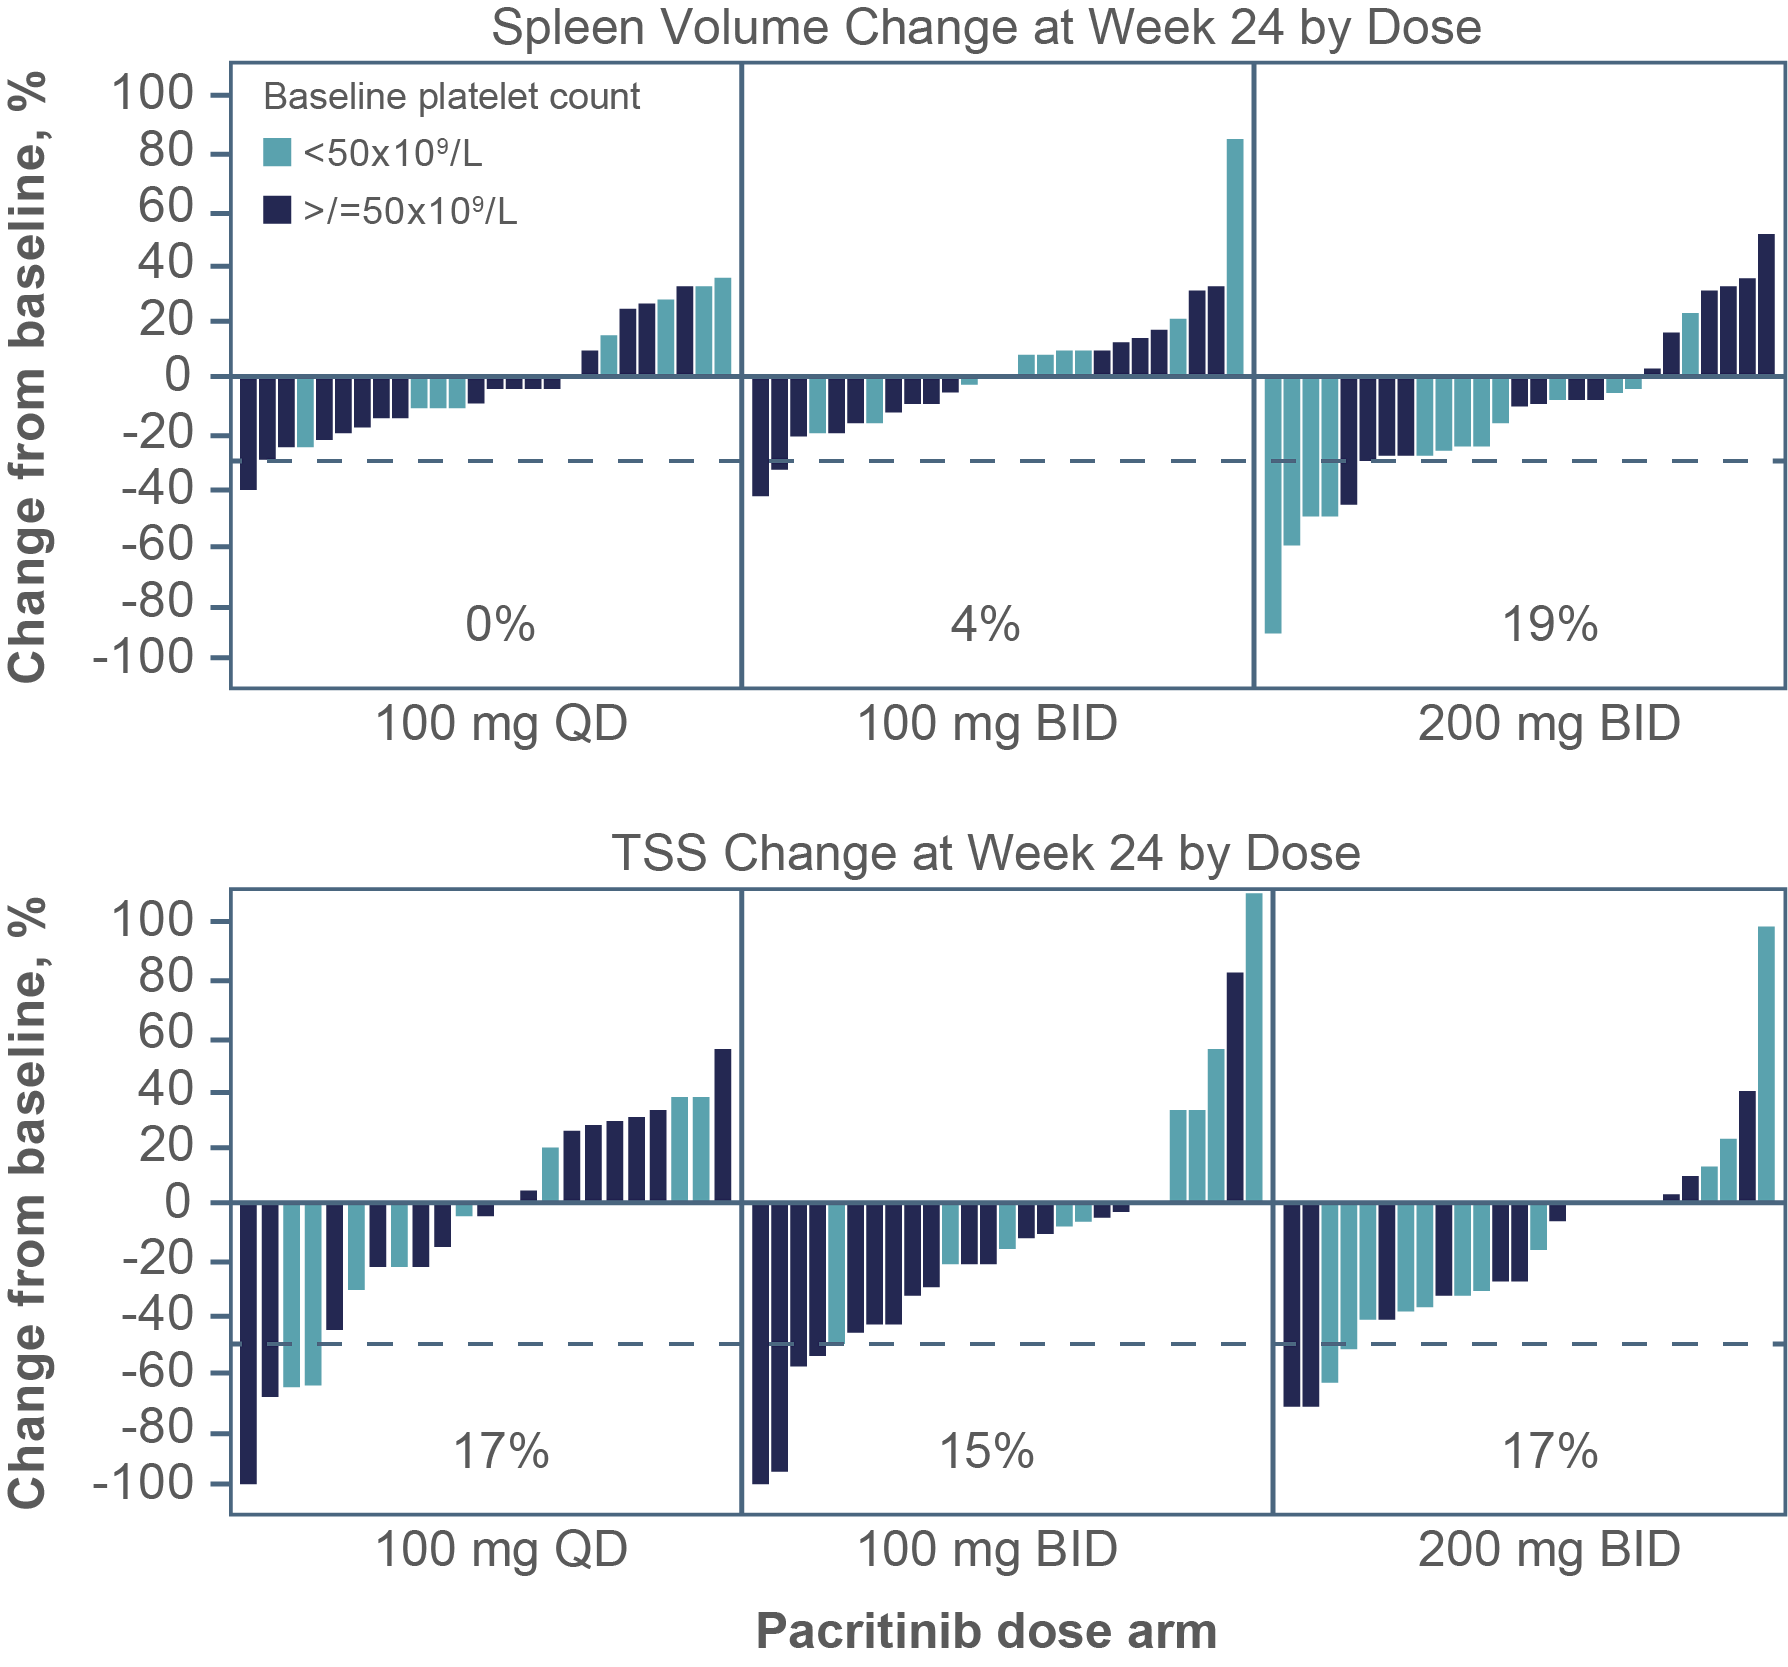 Spleen Volume Change at Week 24 by Dose
Change from baseline, %
100
80
60
40
20
0
-20
-40
-60
-80
-100
Baseline platelet count
<50x10⁹/L
>/=50x10⁹/L
0%
4%
19%
100 mg QD
100 mg BID
200 mg BID
TSS Change at Week 24 by Dose
Change from baseline, %
100
80
60
40
20
0
-20
-40
-60
-80
-100
17%
15%
17%
100 mg QD
100 mg BID
200 mg BID
Pacritinib dose arm